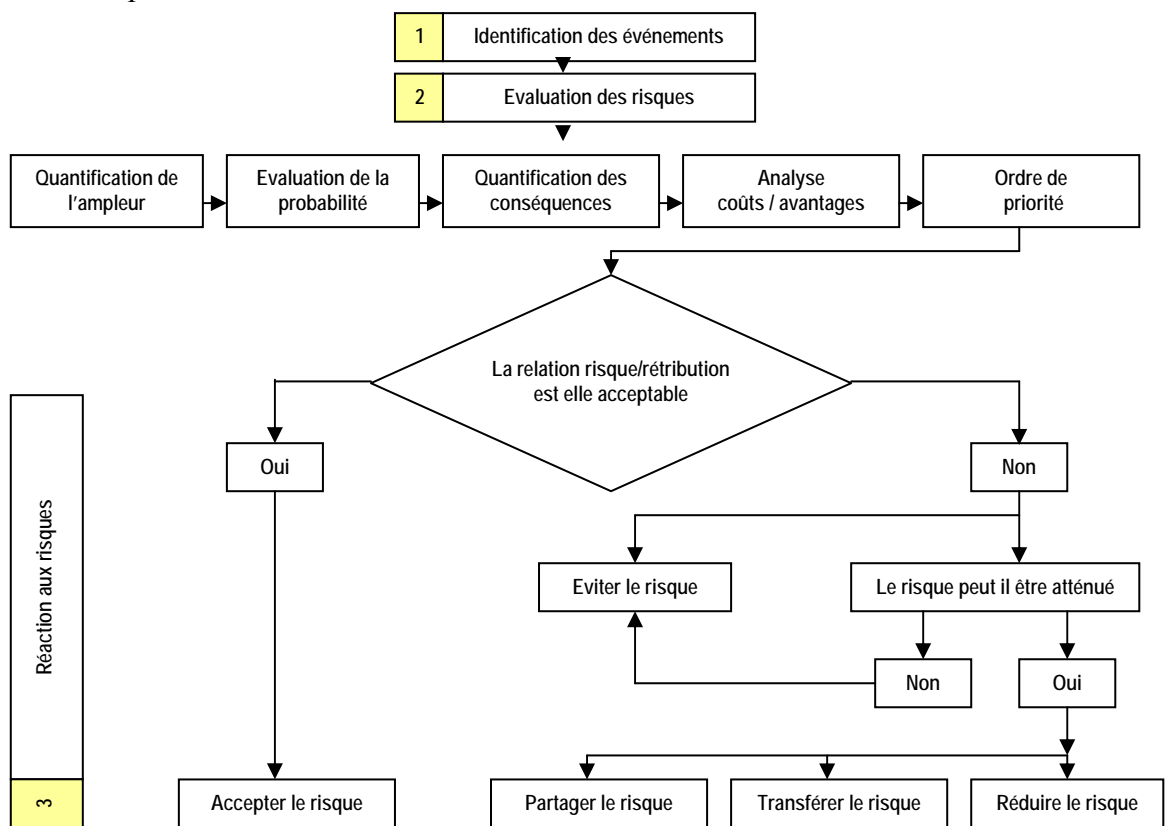 1 Identification des événements
2 Evaluation des risques
Quantification de
l'ampleur
Evaluation de la
probabilité
Quantification des
conséquences
Analyse
coûts / avantages
Ordre de
priorité
La relation risque/rétribution
est elle acceptable
Oui
Non
Réaction aux risques
Eviter le risque
Le risque peut il être atténué
Non
Oui
3
Accepter le risque
Partager le risque
Transférer le risque
Réduire le risque